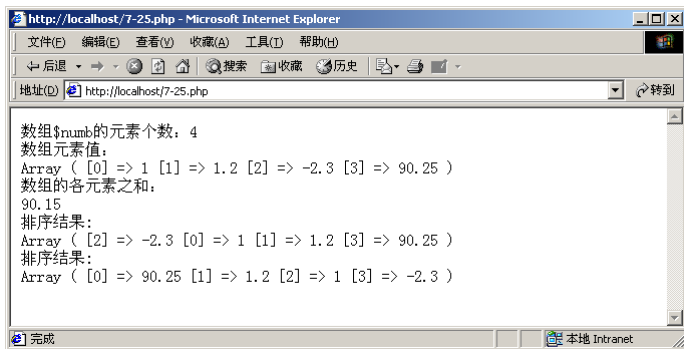 http://localhost/7-25.php - Microsoft Internet Explorer
文件(F) 编辑(E) 查看(V) 收藏(A) 工具(T) 帮助(H)
后退 搜索 收藏 历史
地址(D) http://localhost/7-25.php 转到
数组$numb的元素个数：4
数组元素值：
Array ( [0] => 1 [1] => 1.2 [2] => -2.3 [3] => 90.25 )
数组的各元素之和：
90.15
排序结果：
Array ( [2] => -2.3 [0] => 1 [1] => 1.2 [3] => 90.25 )
排序结果：
Array ( [0] => 90.25 [1] => 1.2 [2] => 1 [3] => -2.3 )
完成 本地 Intranet